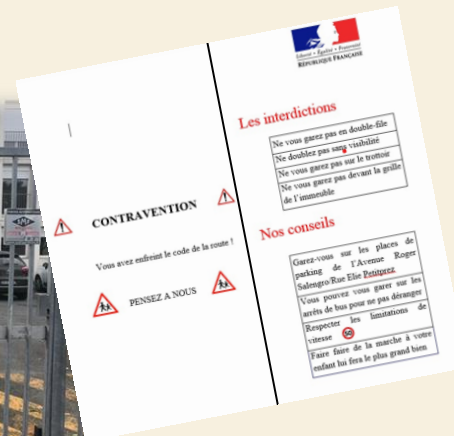 CONTRAVENTION
Vous avez enfreint le code de la route !
PENSEZ A NOUS
Liberté • Égalité • Fraternité
RÉPUBLIQUE FRANÇAISE
Les interdictions
Ne vous garez pas en double-file
Ne doublez pas sans visibilité
Ne vous garez pas sur le trottoir
Ne vous garez pas devant la grille
de l’immeuble
Nos conseils
Garez-vous sur les places de
parking de l’Avenue Roger
Salengro/Rue Elie Petitprez
Vous pouvez vous garer sur les
arrêts de bus pour ne pas déranger
Respecter les limitations de
vitesse 50
Faire faire de la marche à votre
enfant lui fera le plus grand bien